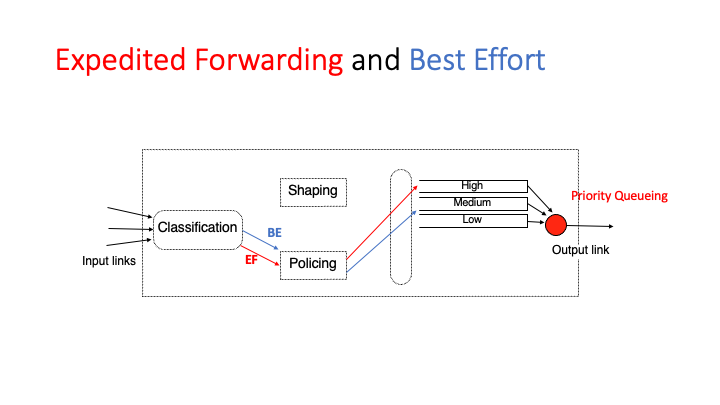 Expedited Forwarding and Best Effort
Shaping
High
Medium
Low
Priority Queueing
Classification
BE
EF
Policing
Input links
Output link